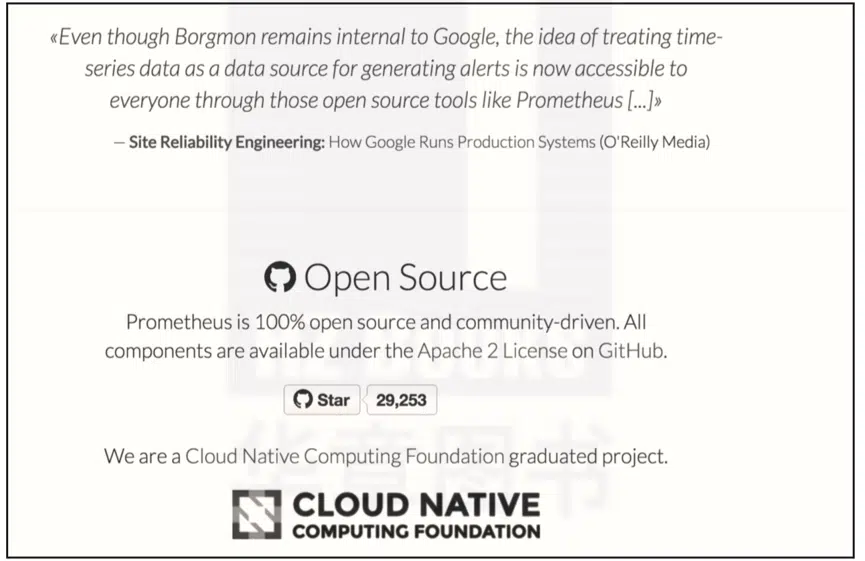 «Even though Borgmon remains internal to Google, the idea of treating time-
series data as a data source for generating alerts is now accessible to
everyone through those open source tools like Prometheus [...]»
— Site Reliability Engineering: How Google Runs Production Systems (O'Reilly Media)
Open Source
Prometheus is 100% open source and community-driven. All
components are available under the Apache 2 License on GitHub.
Star 29,253
We are a Cloud Native Computing Foundation graduated project.
CLOUD NATIVE
COMPUTING FOUNDATION